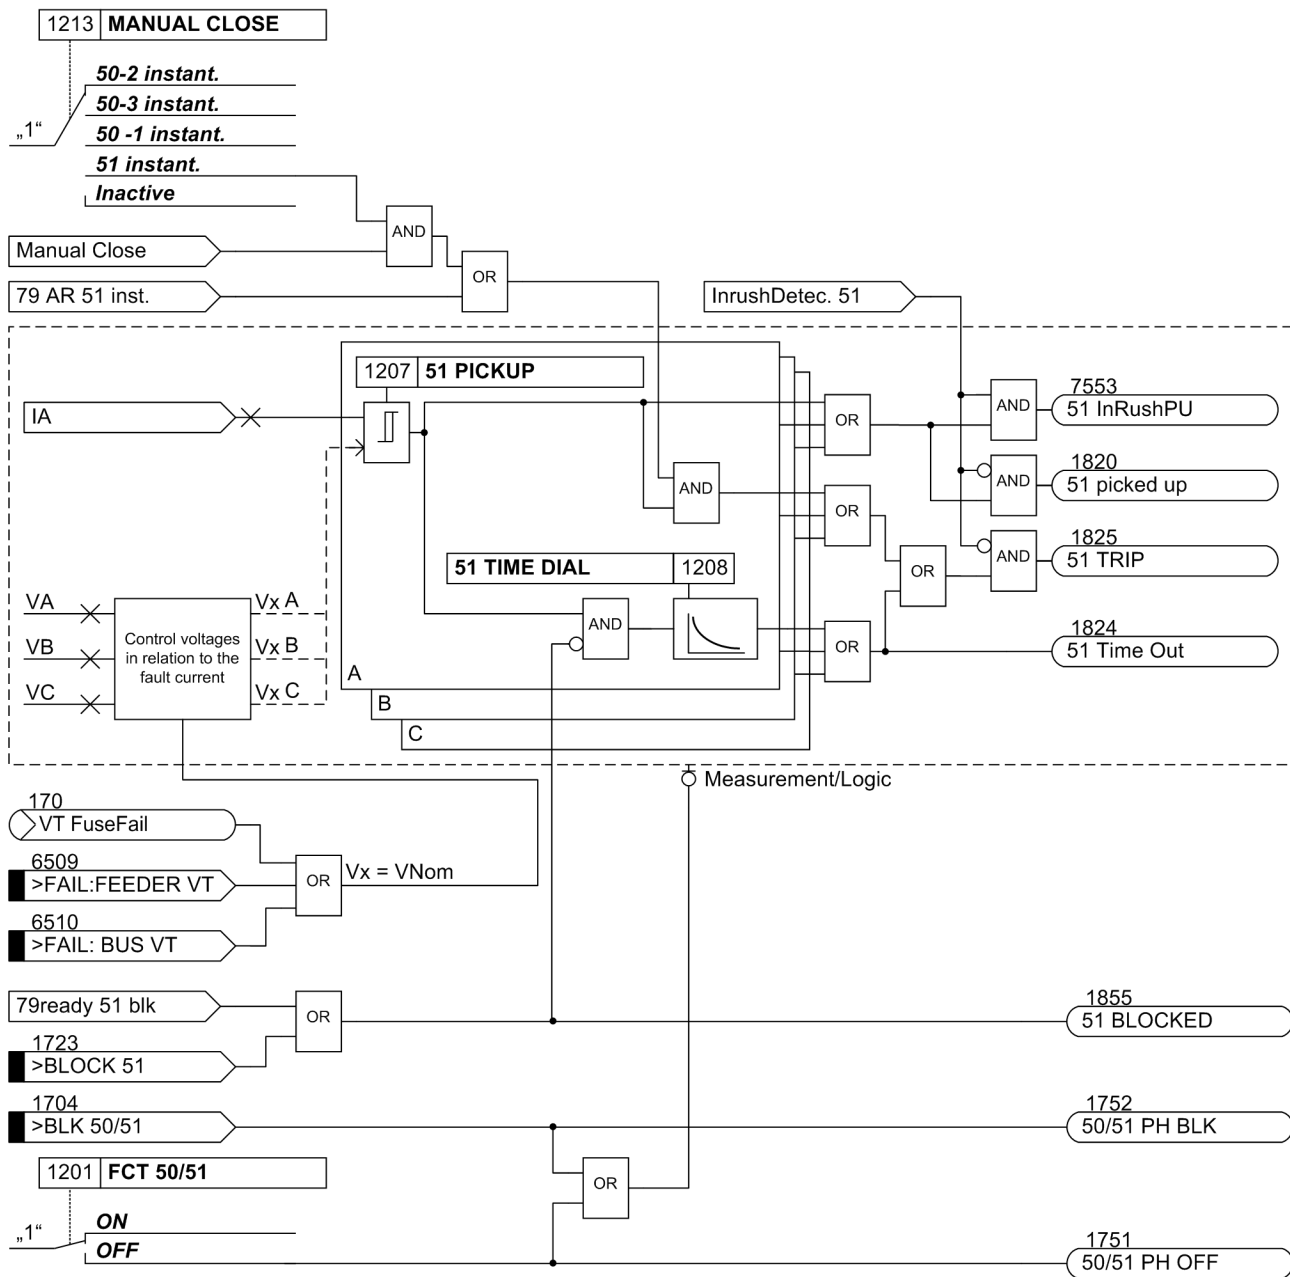 1213 MANUAL CLOSE
50-2 instant.
50-3 instant.
„1“
50 -1 instant.
51 instant.
Inactive
AND
Manual Close
OR
79 AR 51 inst.
InrushDetec. 51
1207 51 PICKUP
IA
OR
AND
7553
51 InRushPU
AND
1820
51 picked up
AND
OR
1825
51 TRIP
AND
51 TIME DIAL 1208
OR
VA
Vx A
Control voltages
in relation to the
fault current
VB
Vx B
VC
Vx C
AND
OR
1824
51 Time Out
A
B
C
Measurement/Logic
170
VT FuseFail
6509
>FAIL:FEEDER VT
OR
Vx = VNom
6510
>FAIL: BUS VT
79ready 51 blk
OR
1855
51 BLOCKED
1723
>BLOCK 51
1704
>BLK 50/51
1752
50/51 PH BLK
1201 FCT 50/51
OR
„1“
ON
OFF
1751
50/51 PH OFF